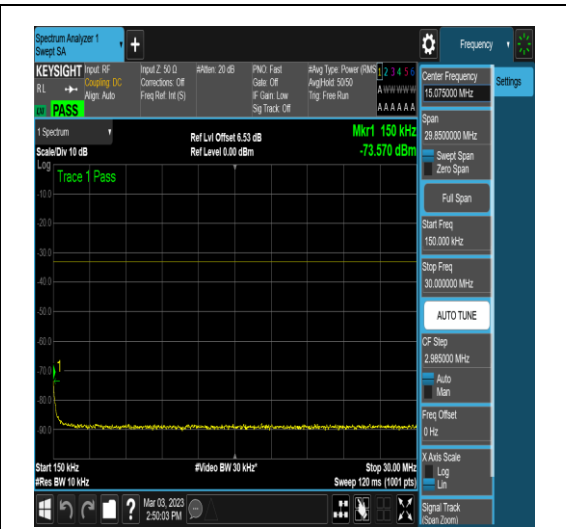 Spectrum Analyzer 1
Swept SA
+
Frequency
KEYSIGHT
RL
LXI
PASS
Input: RF
Coupling: DC
Align: Auto
Input Z: 50 Ω
Corrections: Off
Freq Ref: Int (S)
#Atten: 20 dB
PNO: Fast
Gate: Off
IF Gain: Low
Sig Track: Off
#Avg Type: Power (RMS
Avg|Hold: 50/50
Trig: Free Run
1 2 3 4 5 6
A W W W W W
A A A A A A
1 Spectrum
Scale/Div 10 dB
Ref Lvl Offset 6.53 dB
Ref Level 0.00 dBm
Mkr1 150 kHz
-73.570 dBm
Log
Trace 1 Pass
-10.0
-20.0
-30.0
-40.0
-50.0
-60.0
-70.0
-80.0
-90.0
1
Start 150 kHz
#Res BW 10 kHz
#Video BW 30 kHz*
Stop 30.00 MHz
Sweep 120 ms (1001 pts)
Mar 03, 2023
2:50:03 PM
?
Center Frequency
15.075000 MHz
Span
29.8500000 MHz
Swept Span
Zero Span
Full Span
Start Freq
150.000 kHz
Stop Freq
30.000000 MHz
AUTO TUNE
CF Step
2.985000 MHz
Auto
Man
Freq Offset
0 Hz
X Axis Scale
Log
Lin
Signal Track
(Span Zoom)
Settings